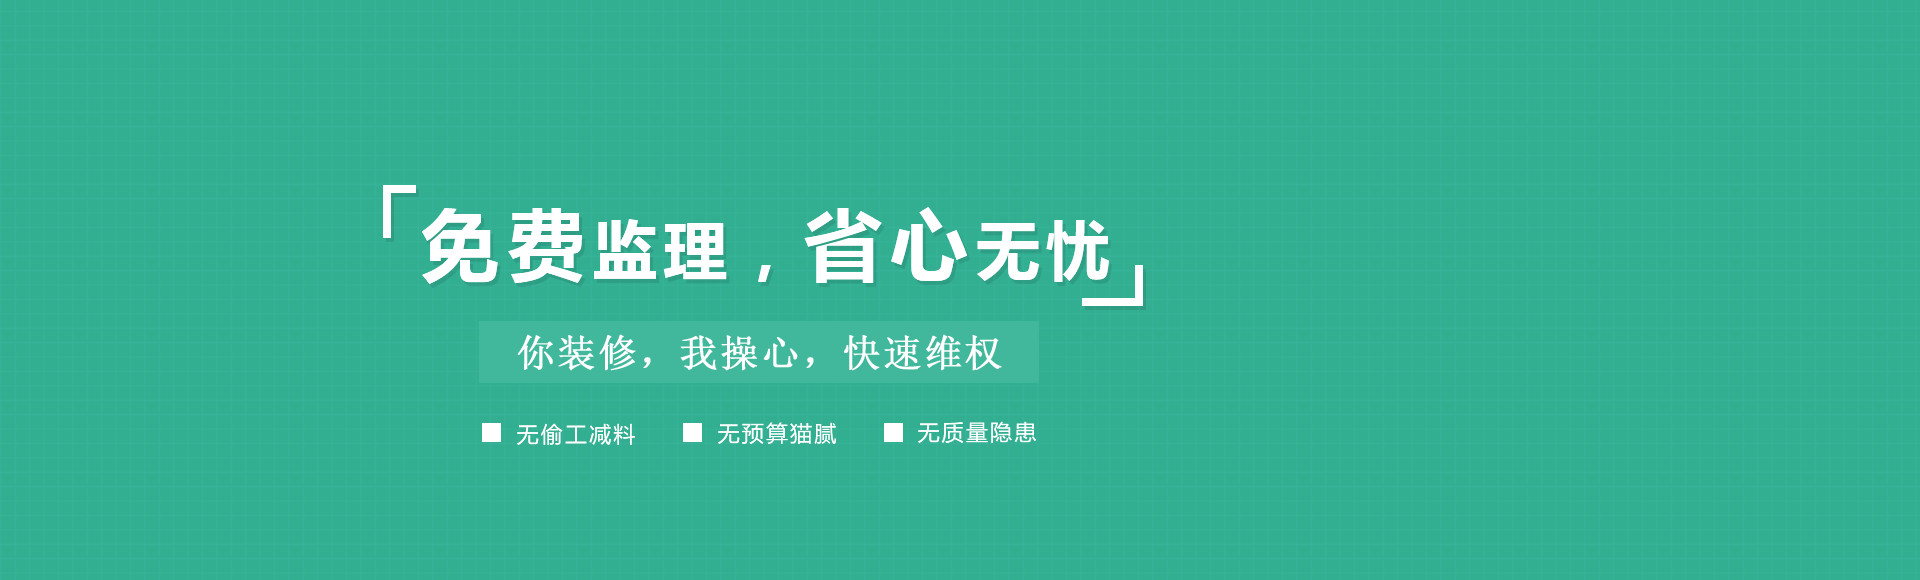 「免费监理，省心无忧」
你装修，我操心，快速维权
■ 无偷工减料 ■ 无预算猫腻 ■ 无质量隐患